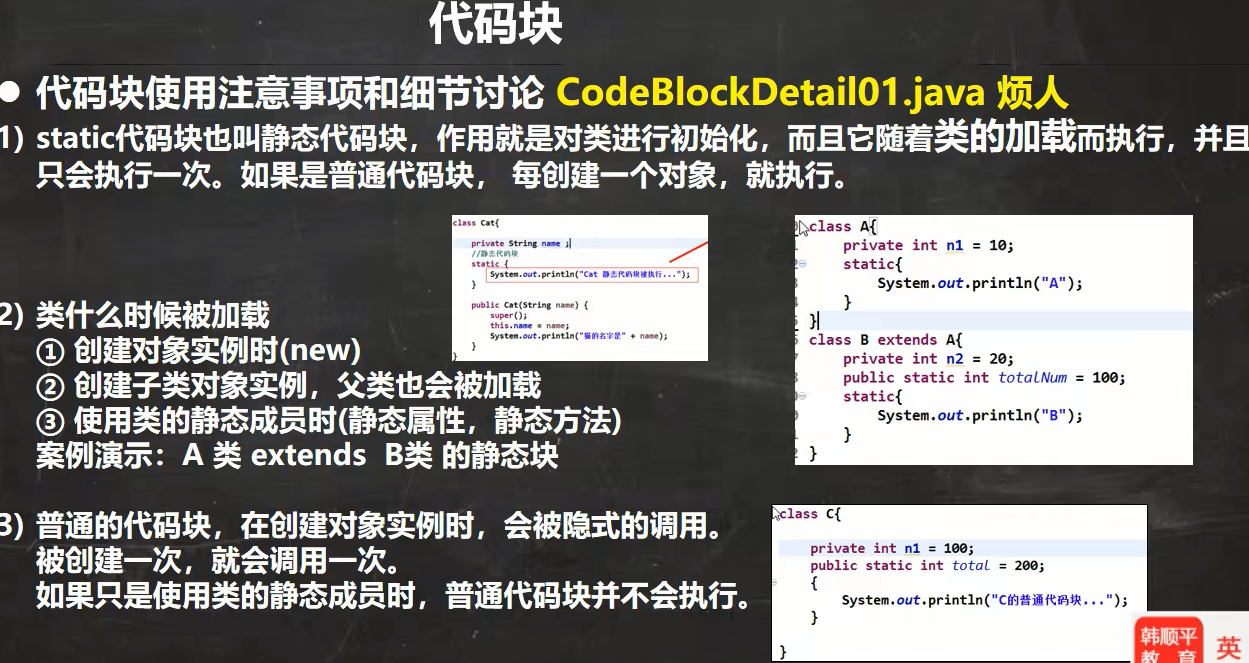 代码块
● 代码块使用注意事项和细节讨论 CodeBlockDetail01.java 烦人
1) static代码块也叫静态代码块，作用就是对类进行初始化，而且它随着类的加载而执行，并且
只会执行一次。如果是普通代码块， 每创建一个对象，就执行。
class Cat{
private String name ;
//静态代码块
static {
System.out.println("Cat 静态代码块被执行...");
}
public Cat(String name) {
super();
this.name = name;
System.out.println("猫的名字是" + name);
}
}
class A{
private int n1 = 10;
static{
System.out.println("A");
}
}
class B extends A{
private int n2 = 20;
public static int totalNum = 100;
static{
System.out.println("B");
}
}
2) 类什么时候被加载
① 创建对象实例时(new)
② 创建子类对象实例，父类也会被加载
③ 使用类的静态成员时(静态属性，静态方法)
案例演示：A 类 extends B类 的静态块
3) 普通的代码块，在创建对象实例时，会被隐式的调用。
被创建一次，就会调用一次。
如果只是使用类的静态成员时，普通代码块并不会执行。
class C{
private int n1 = 100;
public static int total = 200;
{
System.out.println("C的普通代码块...");
}
}
韩顺平
教 育
英